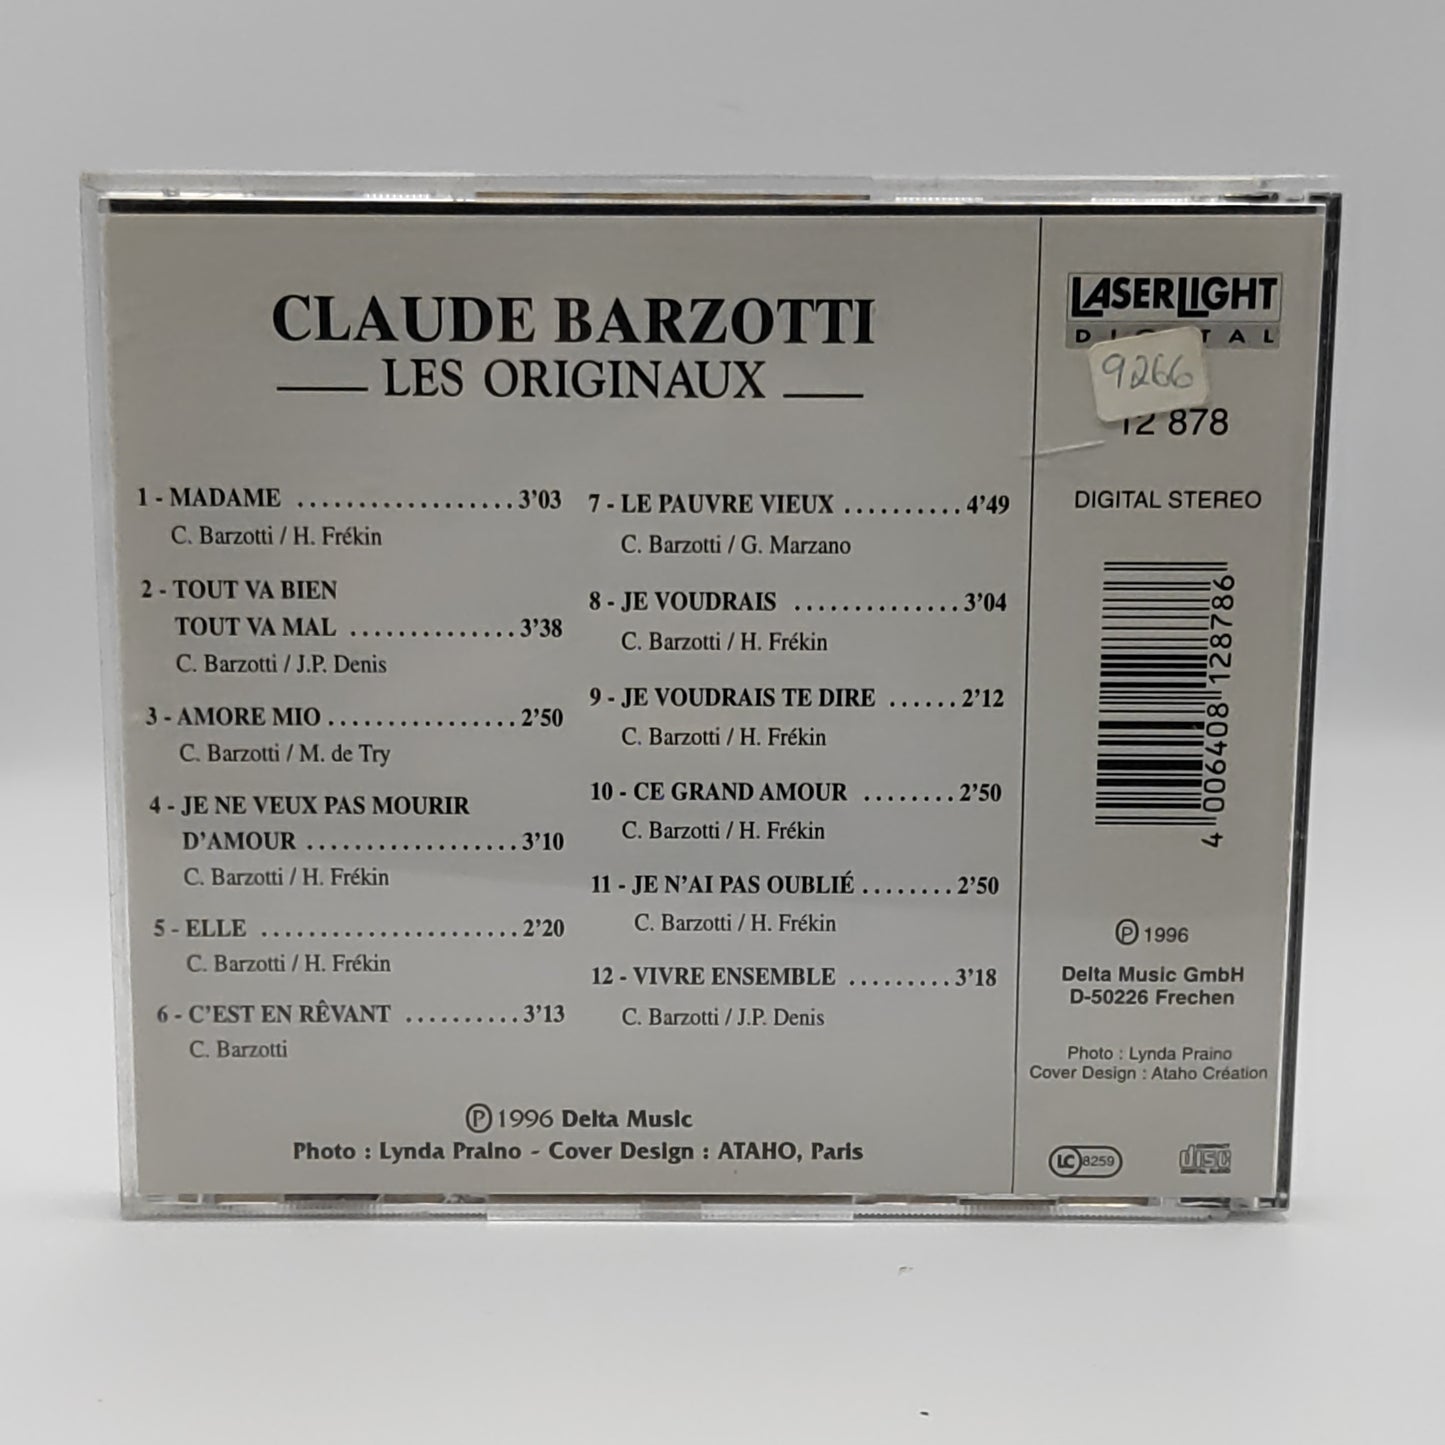 CLAUDE BARZOTTI
LES ORIGINAUX
1 - MADAME ..................3’03
C. Barzotti / H. Frékin
2 - TOUT VA BIEN
TOUT VA MAL ..............3’38
C. Barzotti / J.P. Denis
3 - AMORE MIO ................2’50
C. Barzotti / M. de Try
4 - JE NE VEUX PAS MOURIR
D’AMOUR ..................3’10
C. Barzotti / H. Frékin
5 - ELLE ......................2’20
C. Barzotti / H. Frékin
6 - C’EST EN RÊVANT ..........3’13
C. Barzotti
7 - LE PAUVRE VIEUX ..........4’49
C. Barzotti / G. Marzano
8 - JE VOUDRAIS ..............3’04
C. Barzotti / H. Frékin
9 - JE VOUDRAIS TE DIRE ......2’12
C. Barzotti / H. Frékin
10 - CE GRAND AMOUR ........2’50
C. Barzotti / H. Frékin
11 - JE N’AI PAS OUBLIÉ ........2’50
C. Barzotti / H. Frékin
12 - VIVRE ENSEMBLE .........3’18
C. Barzotti / J.P. Denis
Ⓟ 1996 Delta Music
Photo : Lynda Praino - Cover Design : ATAHO, Paris
LASERLIGHT
DIGITAL
9266
12 878
DIGITAL STEREO
4 006408 128786
Ⓟ 1996
Delta Music GmbH
D-50226 Frechen
Photo : Lynda Praino
Cover Design : Ataho Création
LC 8259
disc
DIGITAL AUDIO